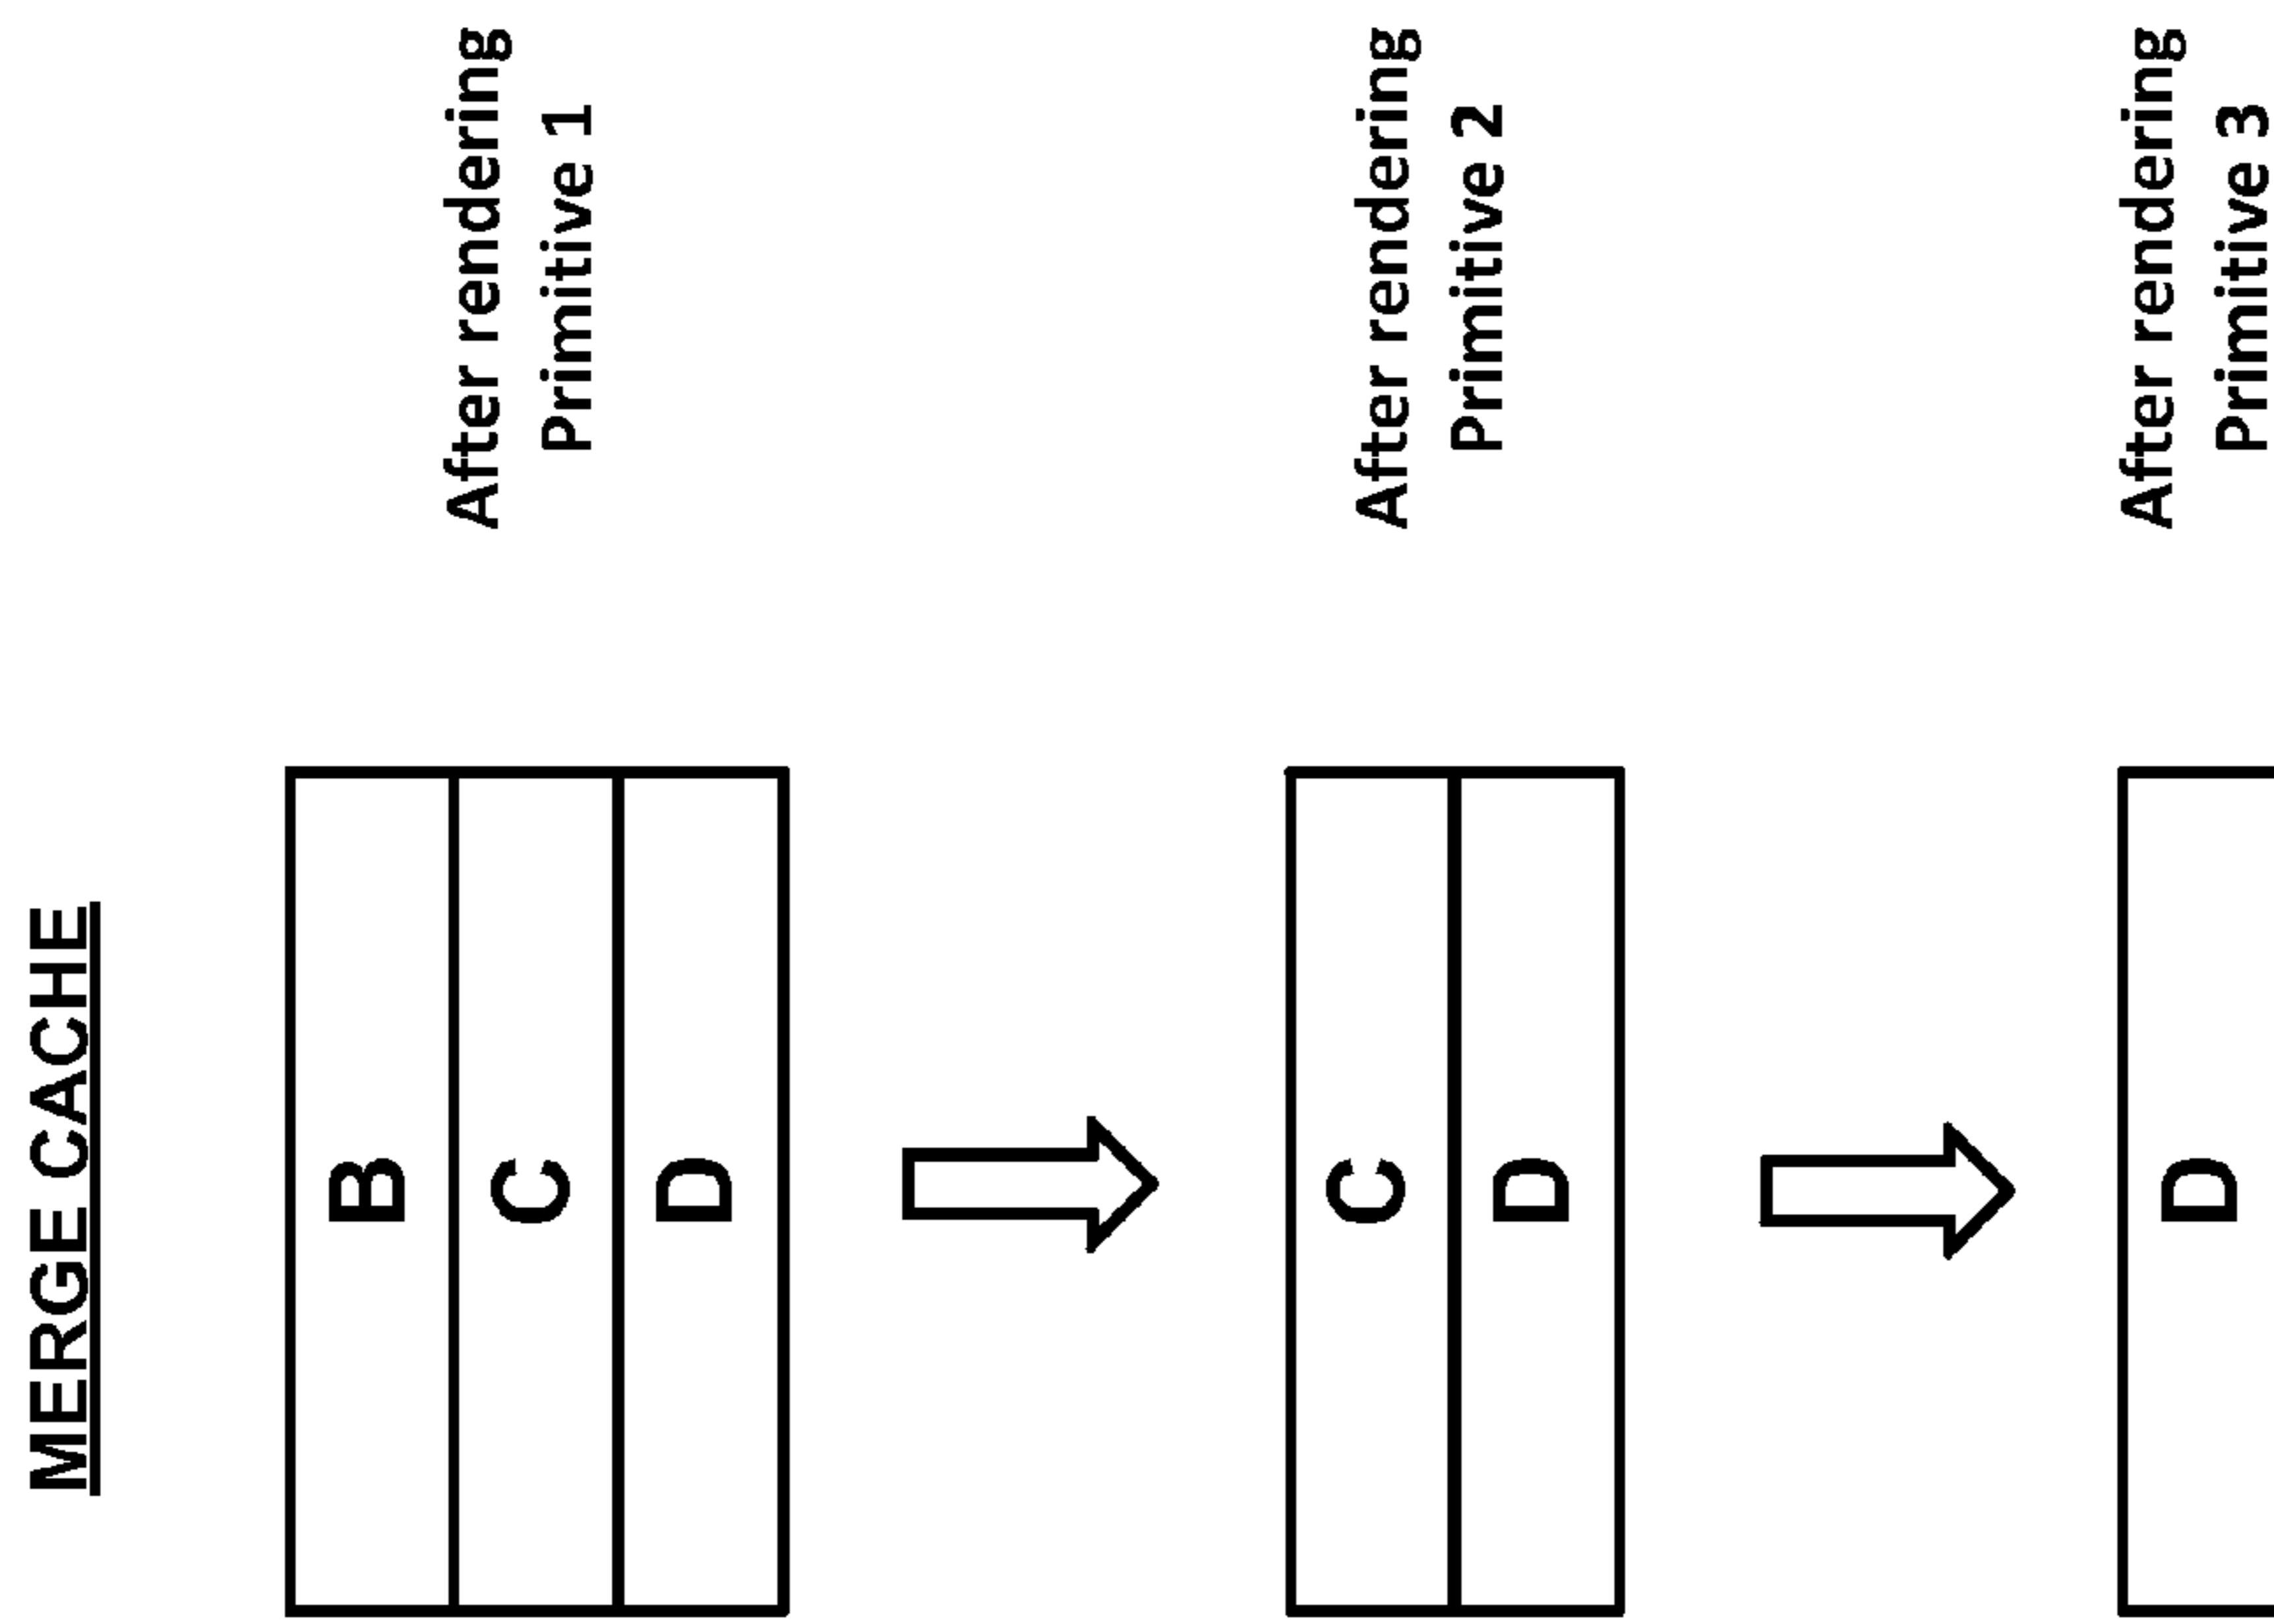 MERGE CACHE
B
C
D
After rendering
Primitive 1
C
D
After rendering
Primitive 2
D
After rendering
Primitive 3